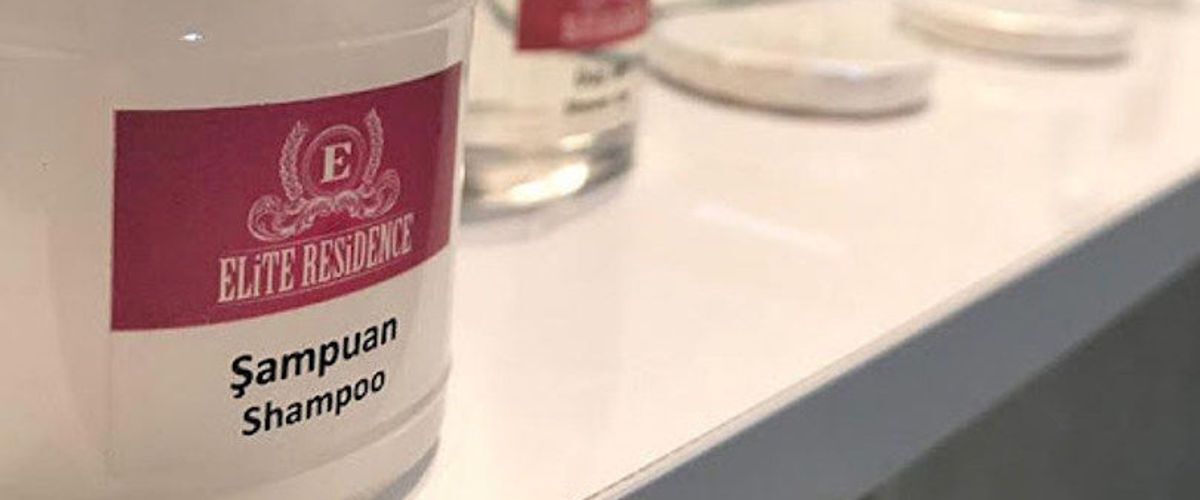 E
ELiTE RESiDENCE
Şampuan
Shampoo